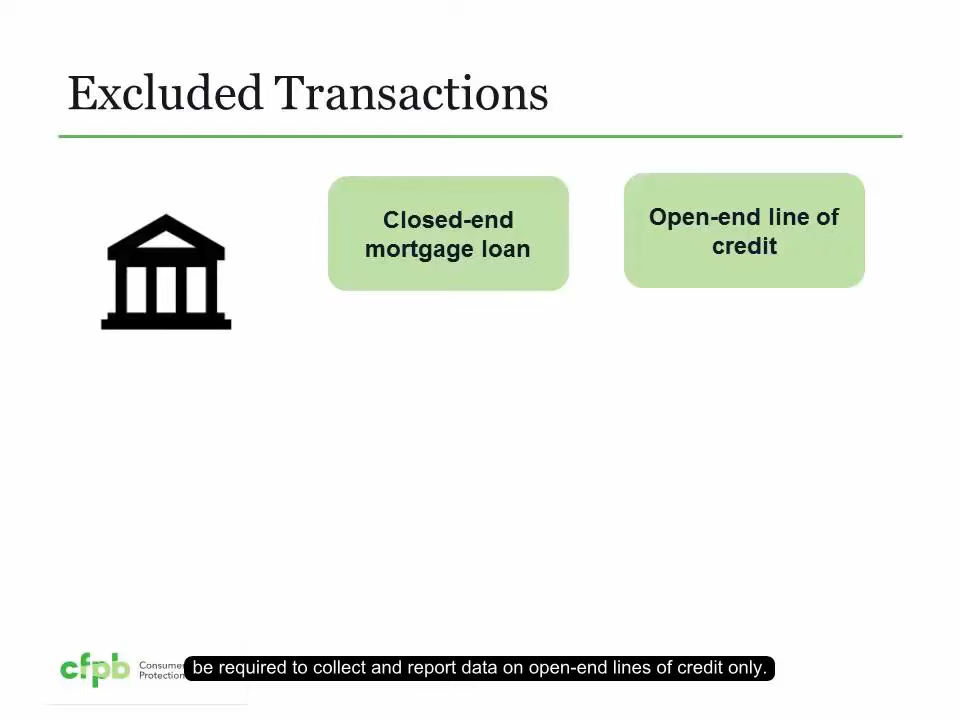 Excluded Transactions
Closed-end
mortgage loan
Open-end line of
credit
cfpb
Consumer
Protection
be required to collect and report data on open-end lines of credit only.